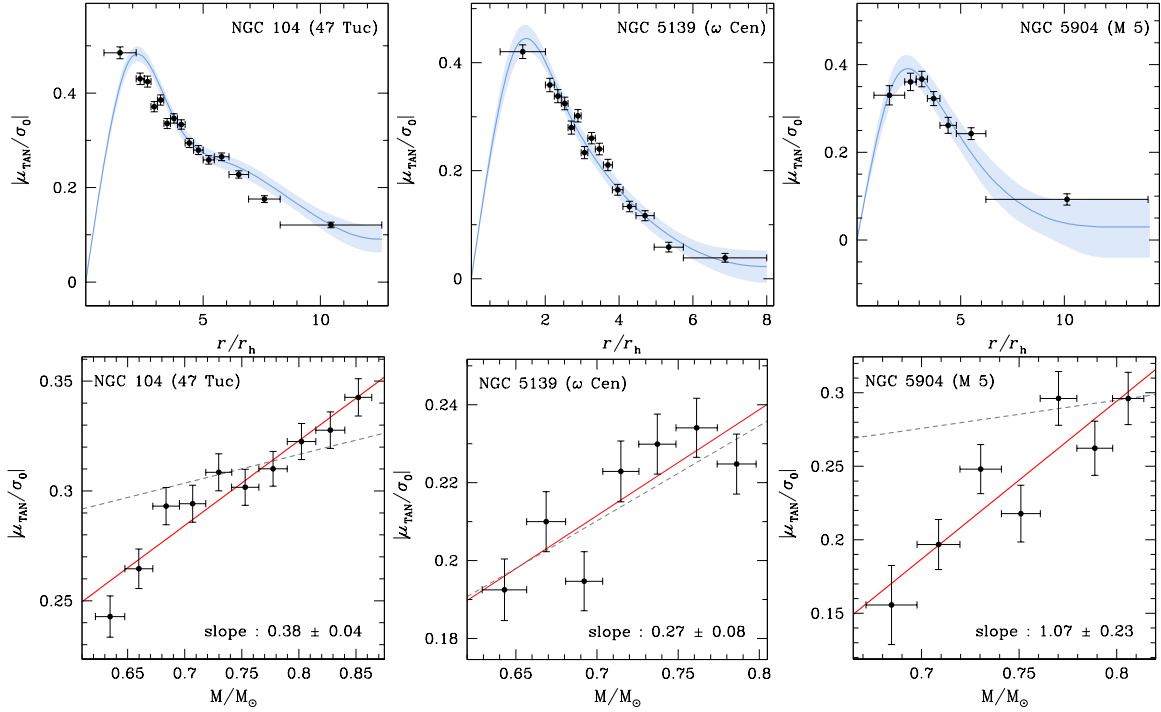 NGC 104 (47 Tuc)
|μTAN/σ0|
0.4
0.2
0
5
10
r/rh
NGC 5139 (ω Cen)
|μTAN/σ0|
0.4
0.2
0
2
4
6
8
r/rh
NGC 5904 (M 5)
|μTAN/σ0|
0.4
0.2
0
5
10
r/rh
NGC 104 (47 Tuc)
|μTAN/σ0|
0.35
0.3
0.25
slope : 0.38 ± 0.04
0.65
0.7
0.75
0.8
0.85
M/M⊙
NGC 5139 (ω Cen)
|μTAN/σ0|
0.24
0.22
0.2
0.18
slope : 0.27 ± 0.08
0.65
0.7
0.75
0.8
M/M⊙
NGC 5904 (M 5)
|μTAN/σ0|
0.3
0.25
0.2
0.15
slope : 1.07 ± 0.23
0.7
0.75
0.8
M/M⊙